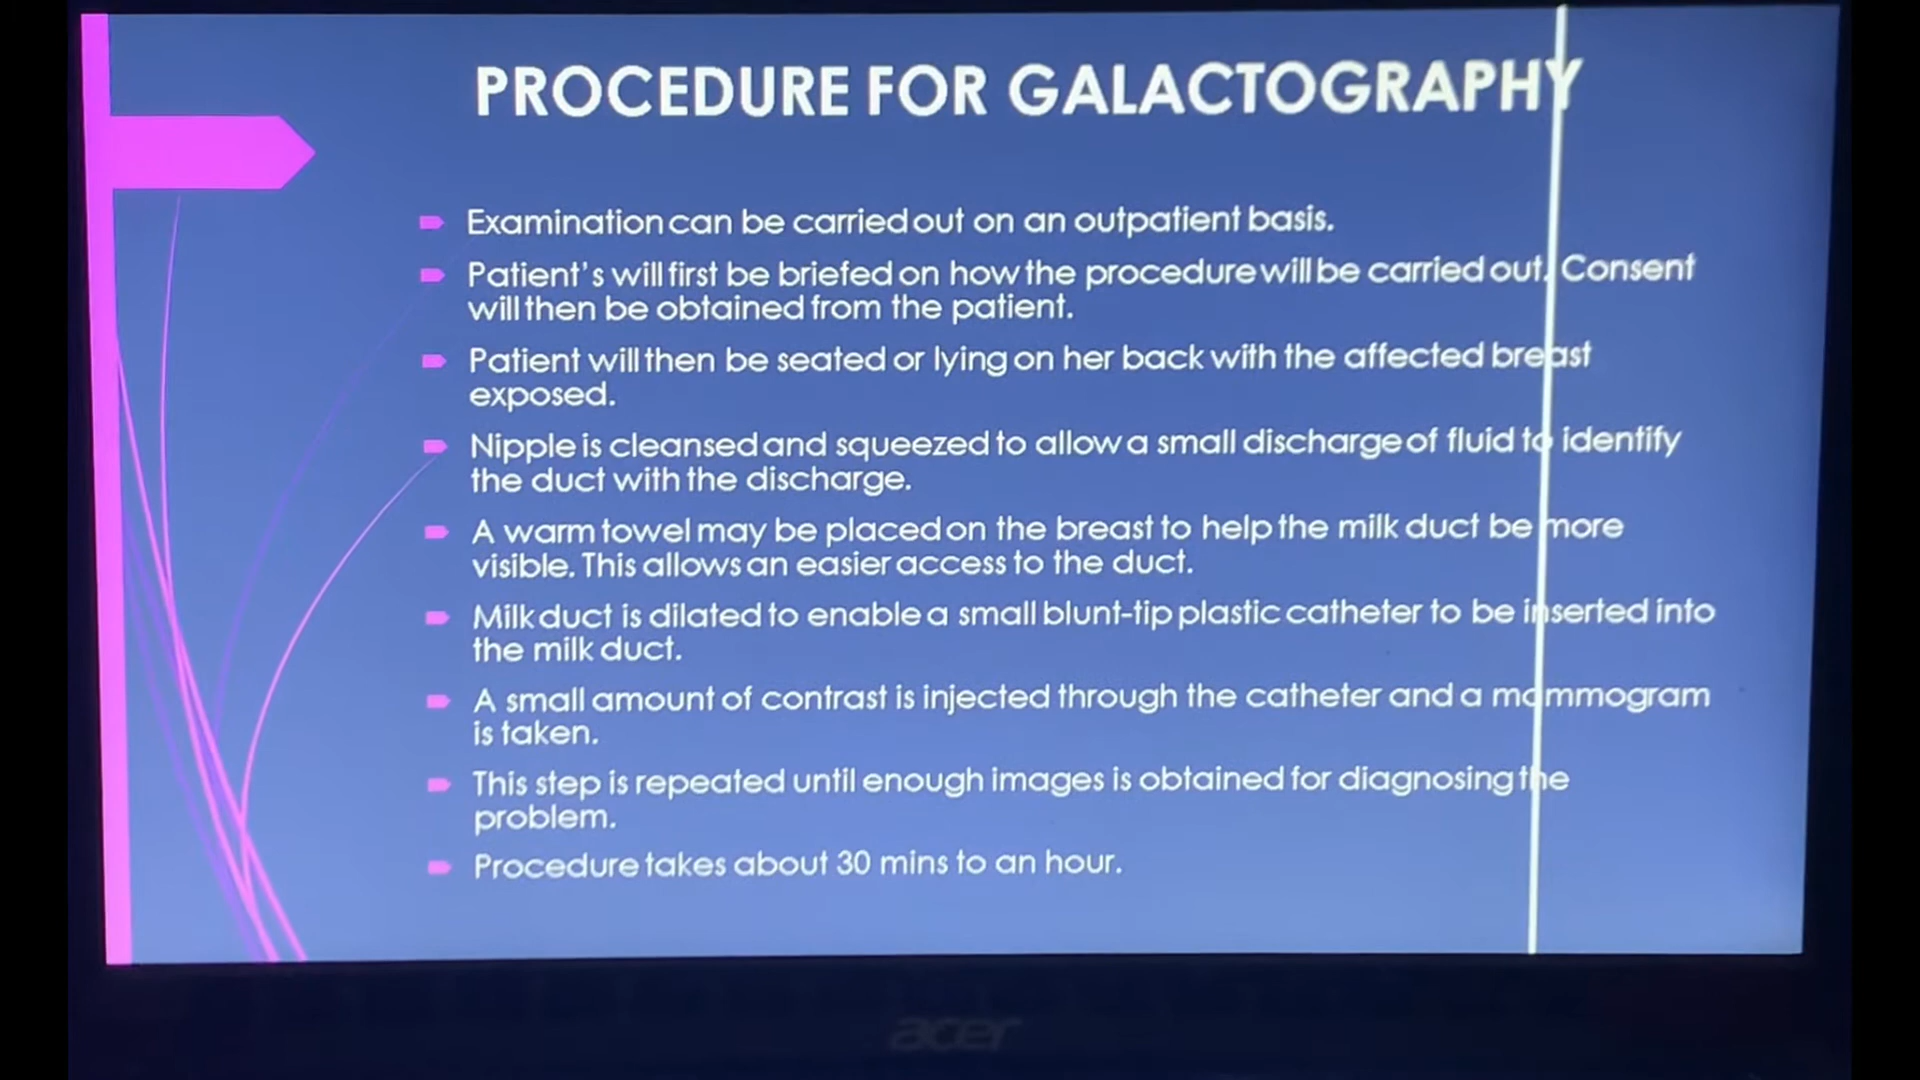 PROCEDURE FOR GALACTOGRAPHY
Examination can be carried out on an outpatient basis.
Patient's will first be briefed on how the procedure will be carried out. Consent
will then be obtained from the patient.
Patient will then be seated or lying on her back with the affected breast
exposed.
Nipple is cleansed and squeezed to allow a small discharge of fluid to identify
the duct with the discharge.
A warm towel may be placed on the breast to help the milk duct be more
visible. This allows an easier access to the duct.
Milk duct is dilated to enable a small blunt-tip plastic catheter to be inserted into
the milk duct.
A small amount of contrast is injected through the catheter and a mammogram
is taken.
This step is repeated until enough images is obtained for diagnosing the
problem.
Procedure takes about 30 mins to an hour.
acer